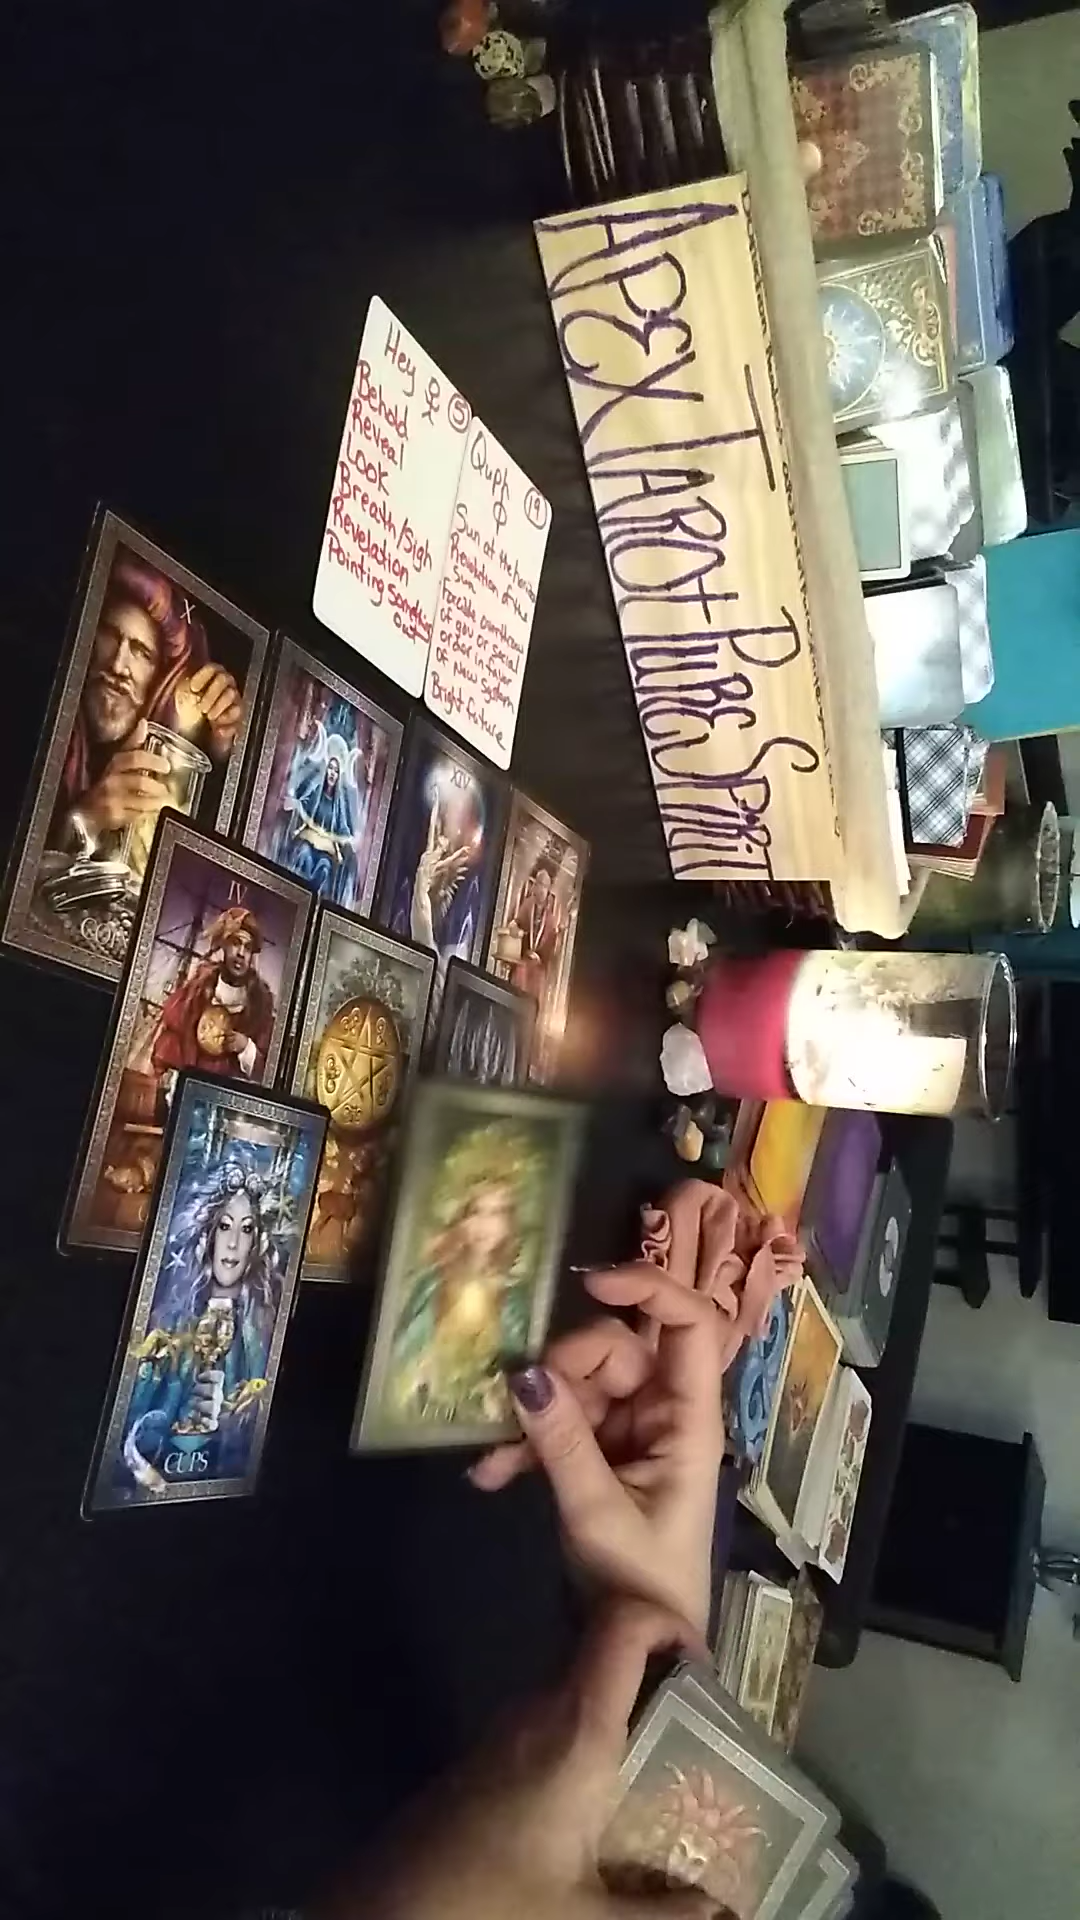 APEX TAROT PURE SPIRIT
Hey ⑤
Behold
Reveal
Look
Breath/Sigh
Revelation
Pointing something
out
Quph ⑲
Sun at the
Revolution of the
Sun
Forcible overthrow
of gov or social
order in favor
of new system
Bright future
X
XIV
IV
CUPS